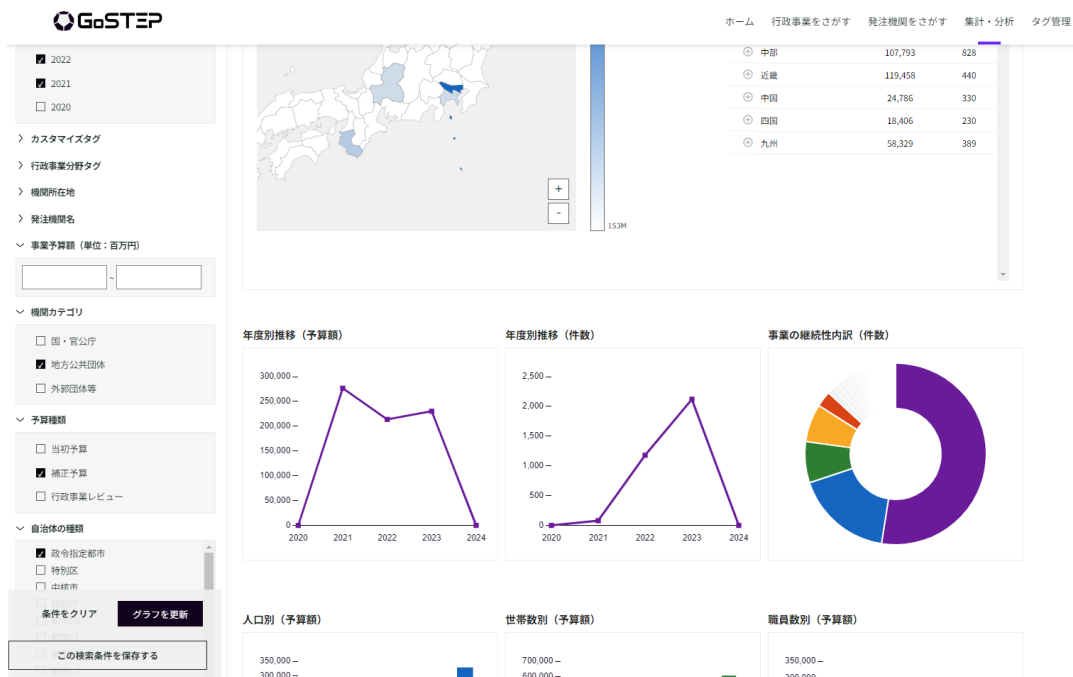 GoSTEP
ホーム 行政事業をさがす 発注機関をさがす 集計・分析 タグ管理
2022
2021
2020
カスタマイズタグ
行政事業分野タグ
機関所在地
発注機関名
事業予算額（単位：百万円）
~
機関カテゴリ
国・官公庁
地方公共団体
外郭団体等
予算種類
当初予算
補正予算
行政事業レビュー
自治体の種類
政令指定都市
特別区
中核市
条件をクリア グラフを更新
この検索条件を保存する
+
-
153M
中部 107,793 828
近畿 119,458 440
中国 24,786 330
四国 18,406 230
九州 58,329 389
年度別推移（予算額）
300,000
250,000
200,000
150,000
100,000
50,000
0
2020 2021 2022 2023 2024
年度別推移（件数）
2,500
2,000
1,500
1,000
500
0
2020 2021 2022 2023 2024
事業の継続性内訳（件数）
人口別（予算額）
350,000
300,000
世帯数別（予算額）
700,000
600,000
職員数別（予算額）
350,000
300,000